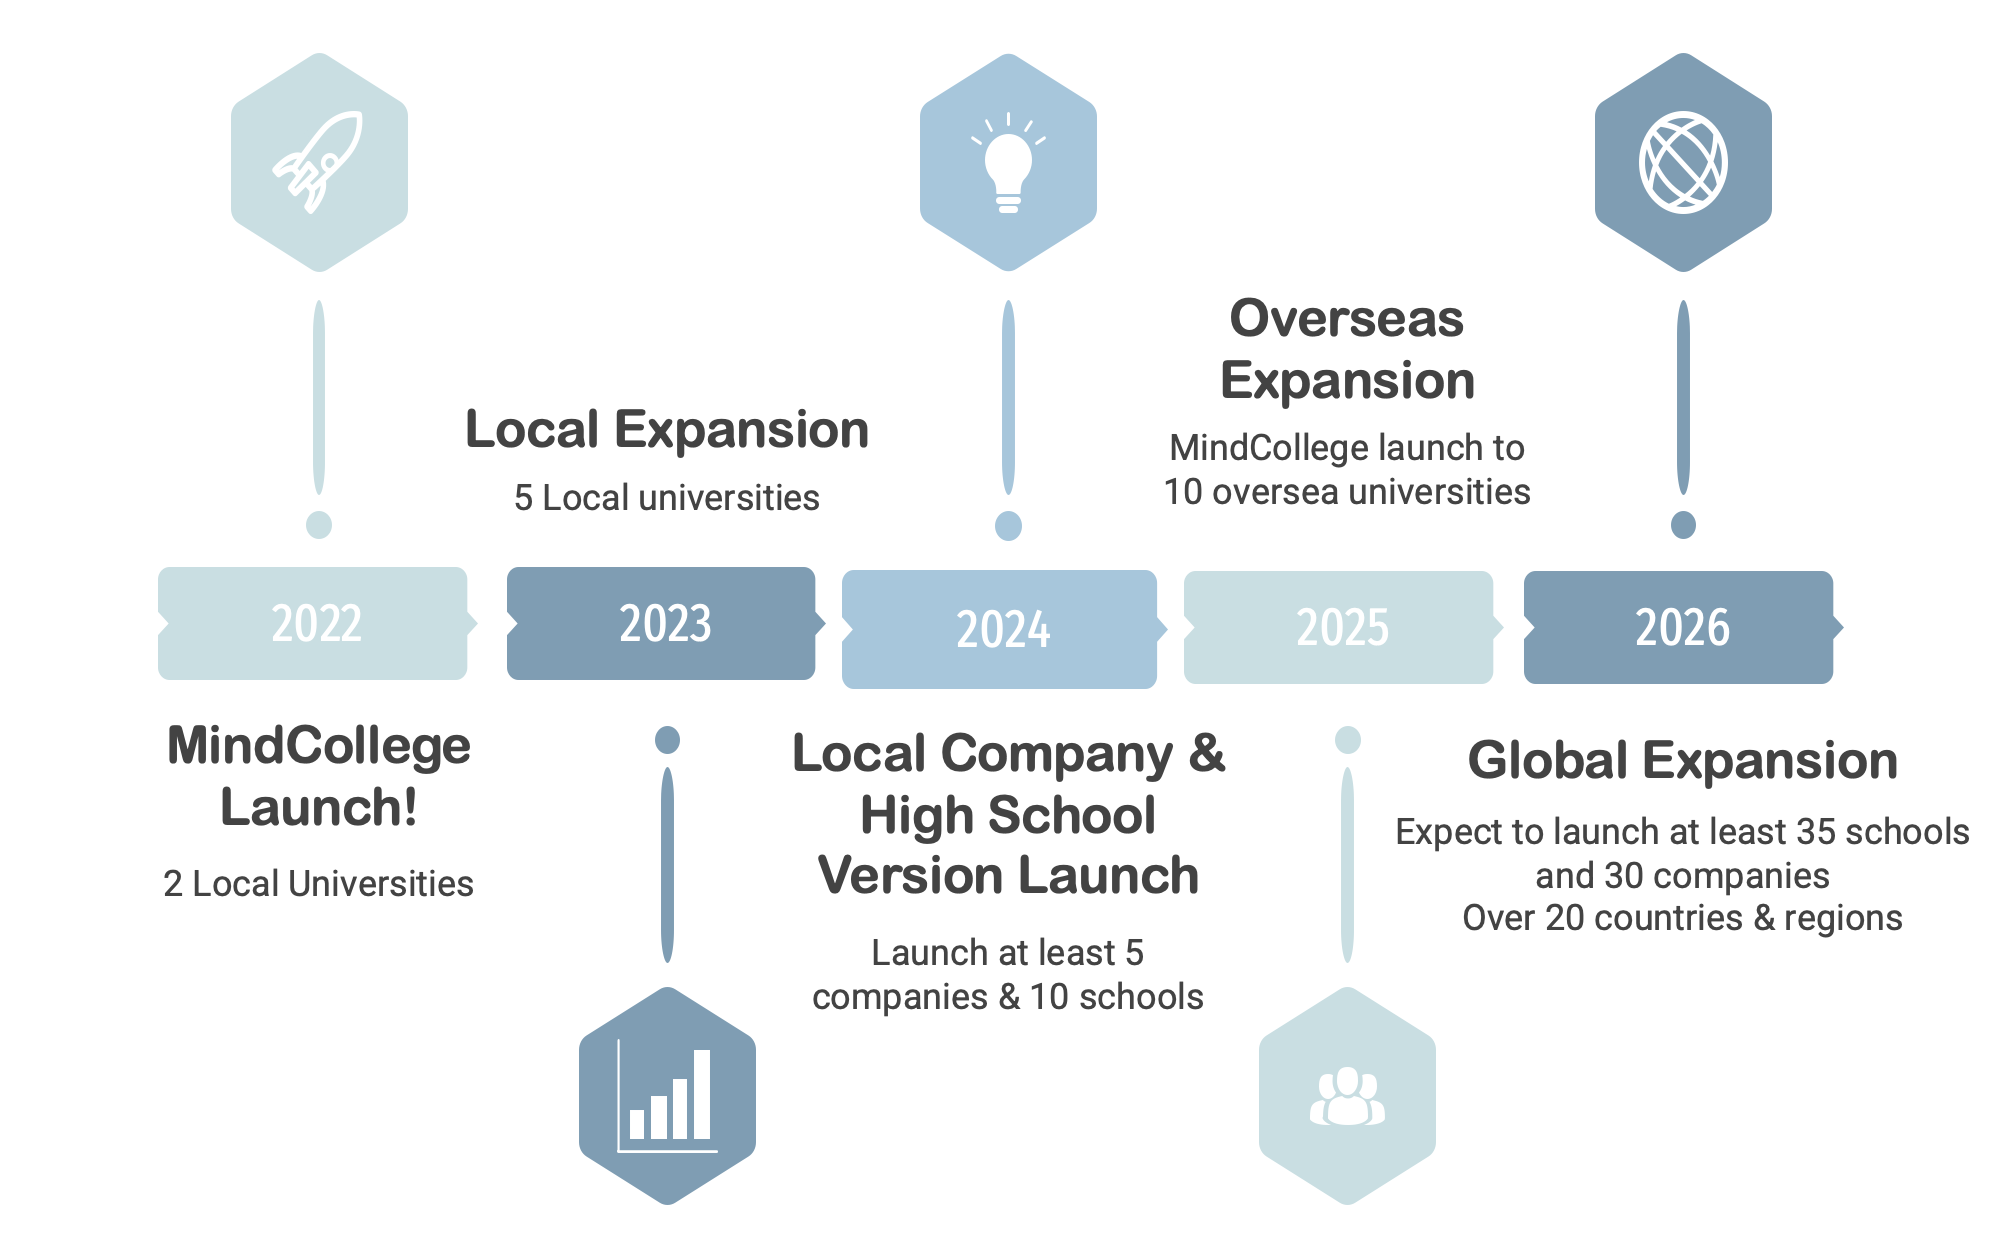 2022
MindCollege
Launch!
2 Local Universities
Local Expansion
5 Local universities
2023
2024
Local Company &
High School
Version Launch
Launch at least 5
companies & 10 schools
Overseas
Expansion
MindCollege launch to
10 oversea universities
2025
2026
Global Expansion
Expect to launch at least 35 schools
and 30 companies
Over 20 countries & regions